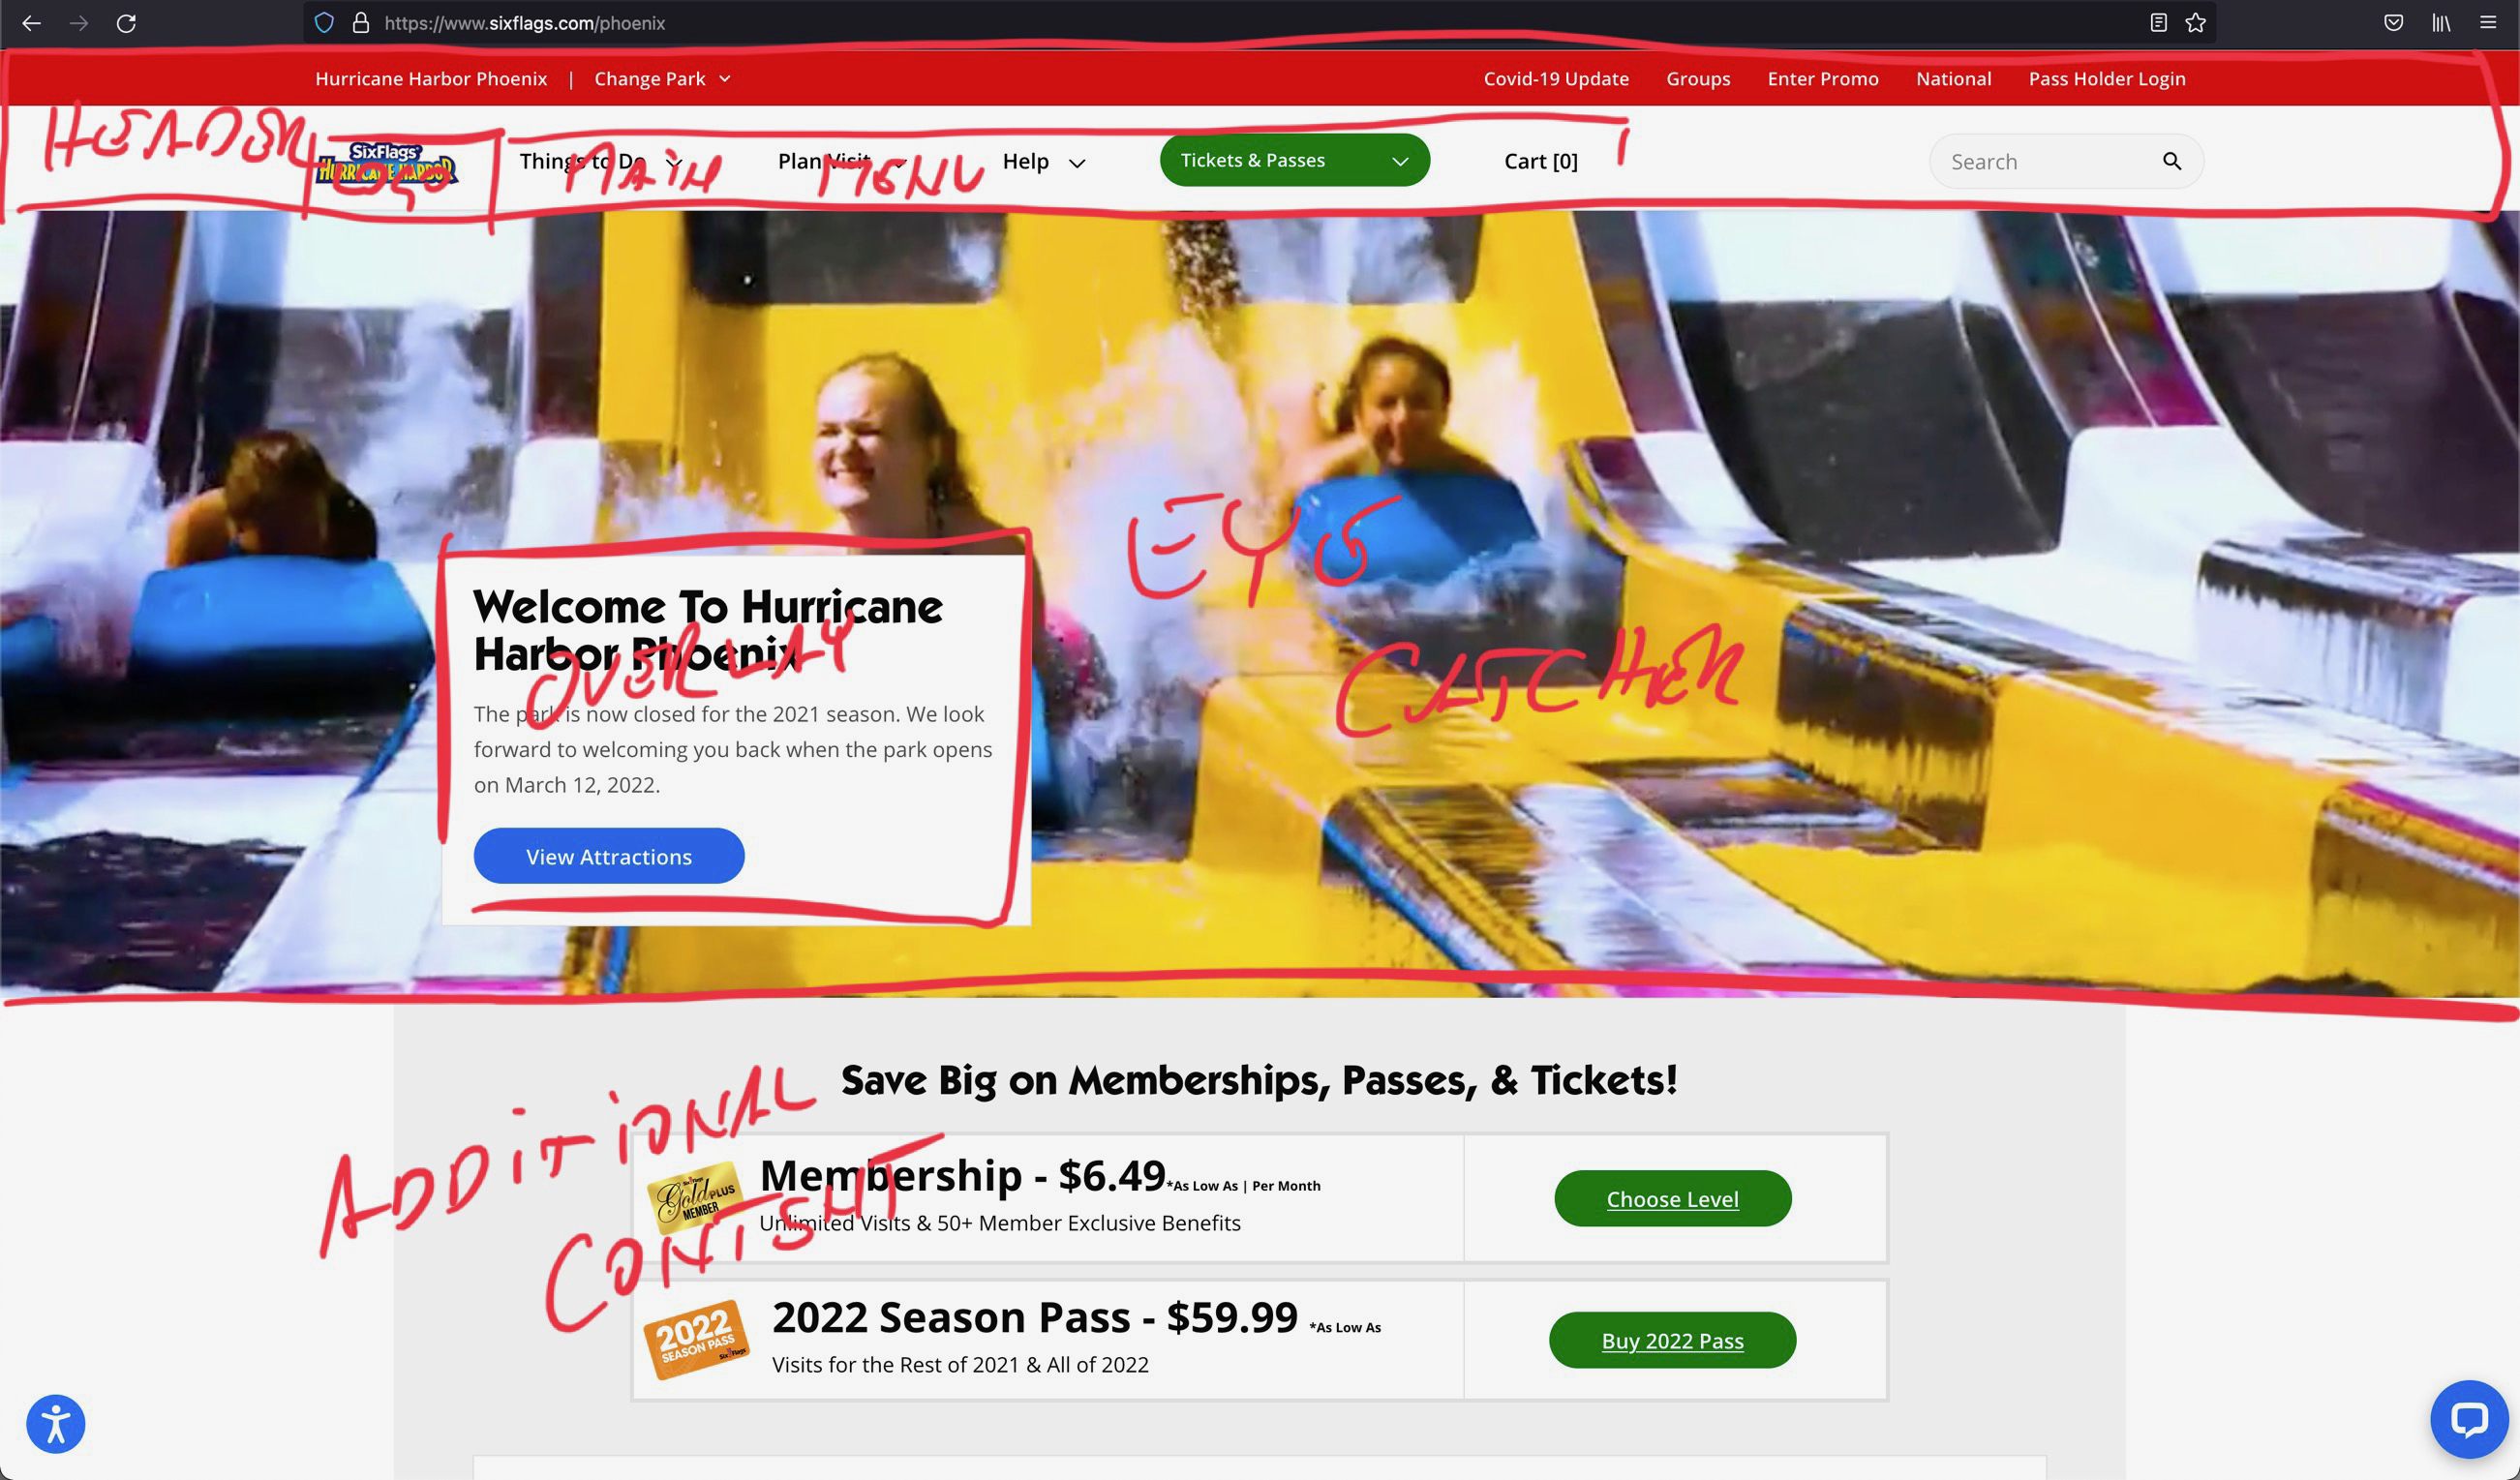 https://www.sixflags.com/phoenix
Hurricane Harbor Phoenix | Change Park
Covid-19 Update Groups Enter Promo National Pass Holder Login
HEADER
SixFlags
HURRICANE HARBOR
LOGO
Things to Do Plan Visit Help Tickets & Passes Cart [0] Search
MAIN MENU
EYE
CATCHER
Welcome To Hurricane
Harbor Phoenix
OVERLAY
The park is now closed for the 2021 season. We look
forward to welcoming you back when the park opens
on March 12, 2022.
View Attractions
Save Big on Memberships, Passes, & Tickets!
ADDITIONAL
CONTENT
Six Flags
Gold PLUS
MEMBER
Membership - $6.49 *As Low As | Per Month
Unlimited Visits & 50+ Member Exclusive Benefits
Choose Level
2022
SEASON PASS
Six Flags
2022 Season Pass - $59.99 *As Low As
Visits for the Rest of 2021 & All of 2022
Buy 2022 Pass